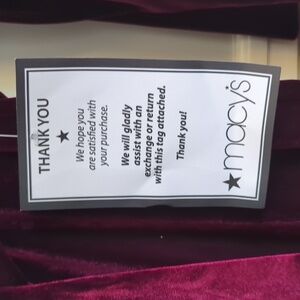 THANK YOU
★
We hope you
are satisfied with
your purchase.
We will gladly
assist with an
exchange or return
with this tag attached.
Thank you!
★macy's